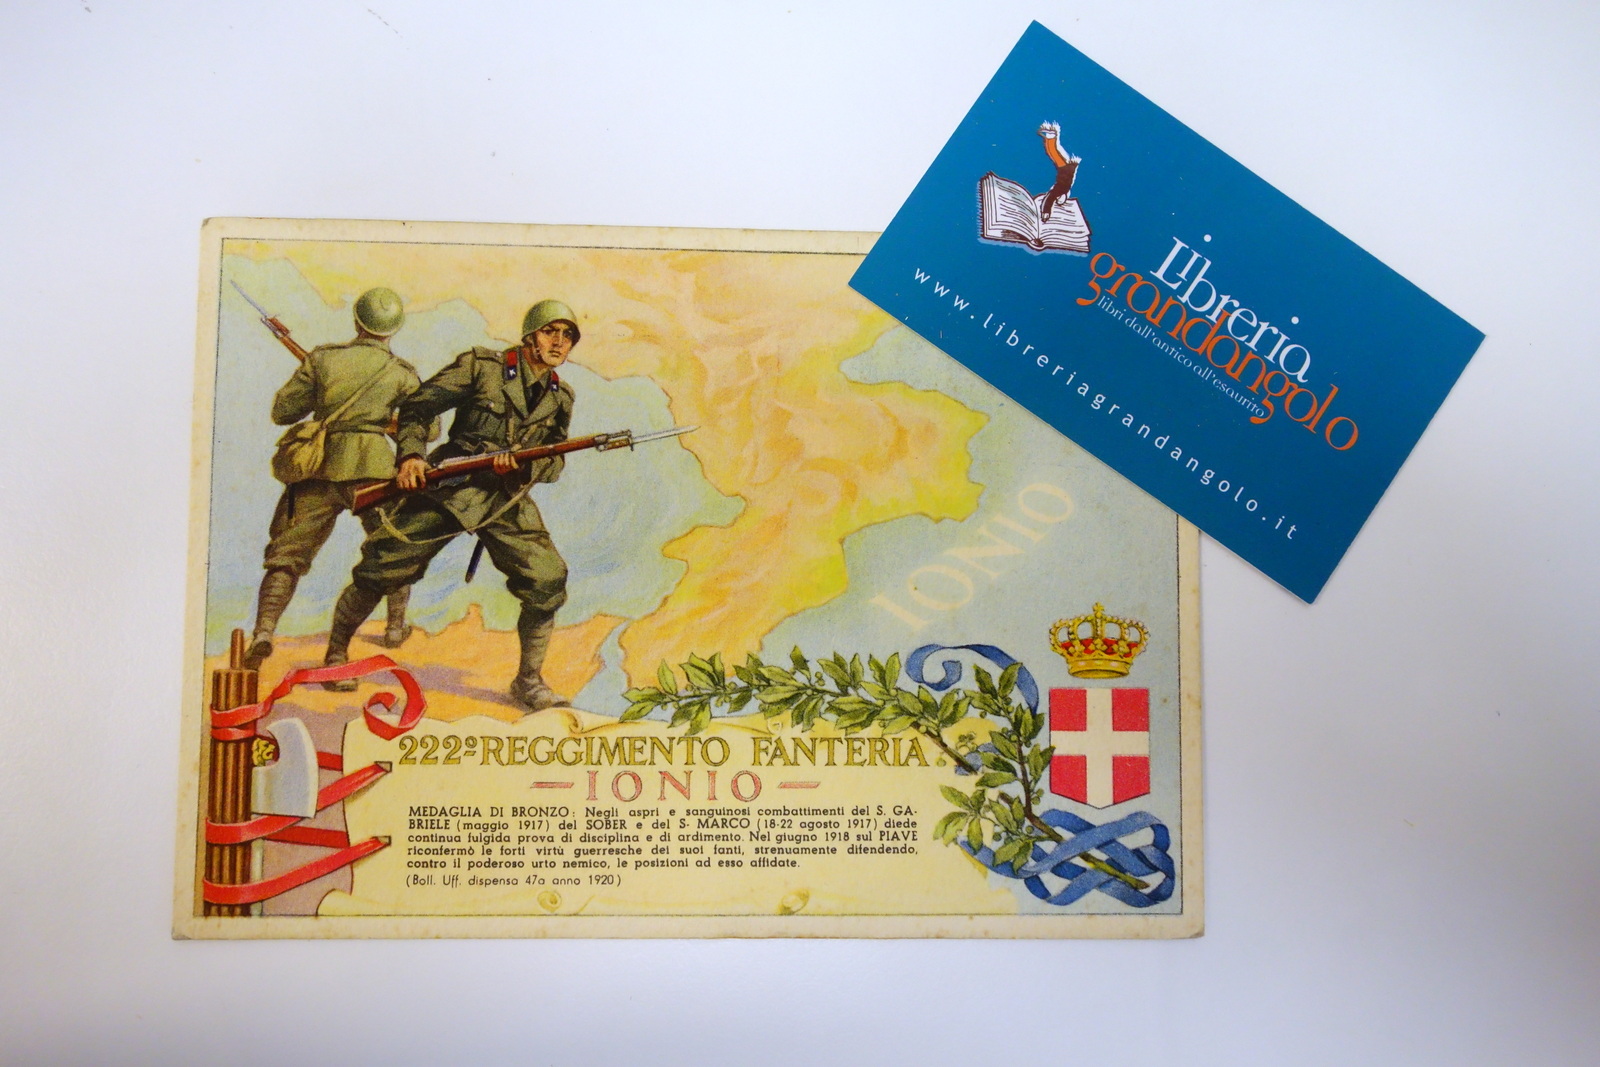 Libreria
grandangolo
libri dall'antico all'esaurito
www.libreriagrandangolo.it
IONIO
222º REGGIMENTO FANTERIA.
—IONIO—
MEDAGLIA DI BRONZO: Negli aspri e sanguinosi combattimenti del S. GA-
BRIELE (maggio 1917) del SOBER e del S. MARCO (18-22 agosto 1917) diede
continua fulgida prova di disciplina e di ardimento. Nel giugno 1918 sul PIAVE
riconfermò le forti virtù guerresche dei suoi fanti, strenuamente difendendo,
contro il poderoso urto nemico, le posizioni ad esso affidate.
(Boll. Uff. dispensa 47a anno 1920)